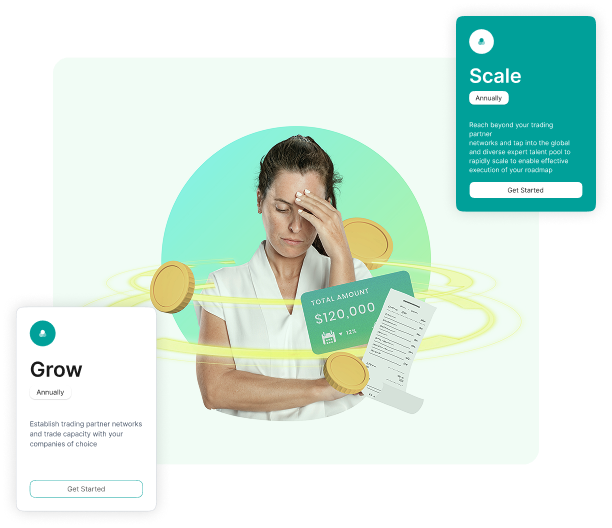 Scale
Annually
Reach beyond your trading
partner
networks and tap into the global
and diverse expert talent pool to
rapidly scale to enable effective
execution of your roadmap
Get Started
TOTAL AMOUNT
$120,000
12%
Grow
Annually
Establish trading partner networks
and trade capacity with your
companies of choice
Get Started